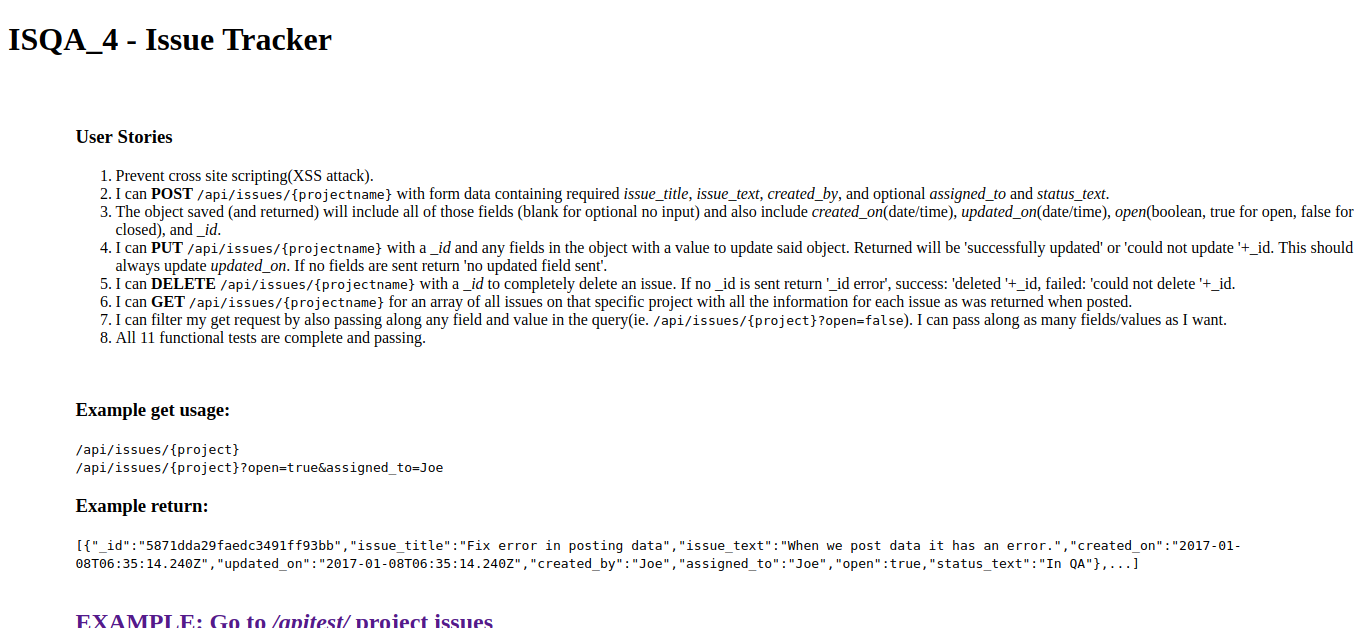 ISQA_4 - Issue Tracker
User Stories
1. Prevent cross site scripting(XSS attack).
2. I can POST /api/issues/{projectname} with form data containing required issue_title, issue_text, created_by, and optional assigned_to and status_text.
3. The object saved (and returned) will include all of those fields (blank for optional no input) and also include created_on(date/time), updated_on(date/time), open(boolean, true for open, false for
closed), and _id.
4. I can PUT /api/issues/{projectname} with a _id and any fields in the object with a value to update said object. Returned will be 'successfully updated' or 'could not update '+_id. This should
always update updated_on. If no fields are sent return 'no updated field sent'.
5. I can DELETE /api/issues/{projectname} with a _id to completely delete an issue. If no _id is sent return '_id error', success: 'deleted '+_id, failed: 'could not delete '+_id.
6. I can GET /api/issues/{projectname} for an array of all issues on that specific project with all the information for each issue as was returned when posted.
7. I can filter my get request by also passing along any field and value in the query(ie. /api/issues/{project}?open=false). I can pass along as many fields/values as I want.
8. All 11 functional tests are complete and passing.
Example get usage:
/api/issues/{project}
/api/issues/{project}?open=true&assigned_to=Joe
Example return:
[{"_id":"5871dda29faedc3491ff93bb","issue_title":"Fix error in posting data","issue_text":"When we post data it has an error.","created_on":"2017-01-
08T06:35:14.240Z","updated_on":"2017-01-08T06:35:14.240Z","created_by":"Joe","assigned_to":"Joe","open":true,"status_text":"In QA"},...]
EXAMPLE: Go to /apitest/ project issues